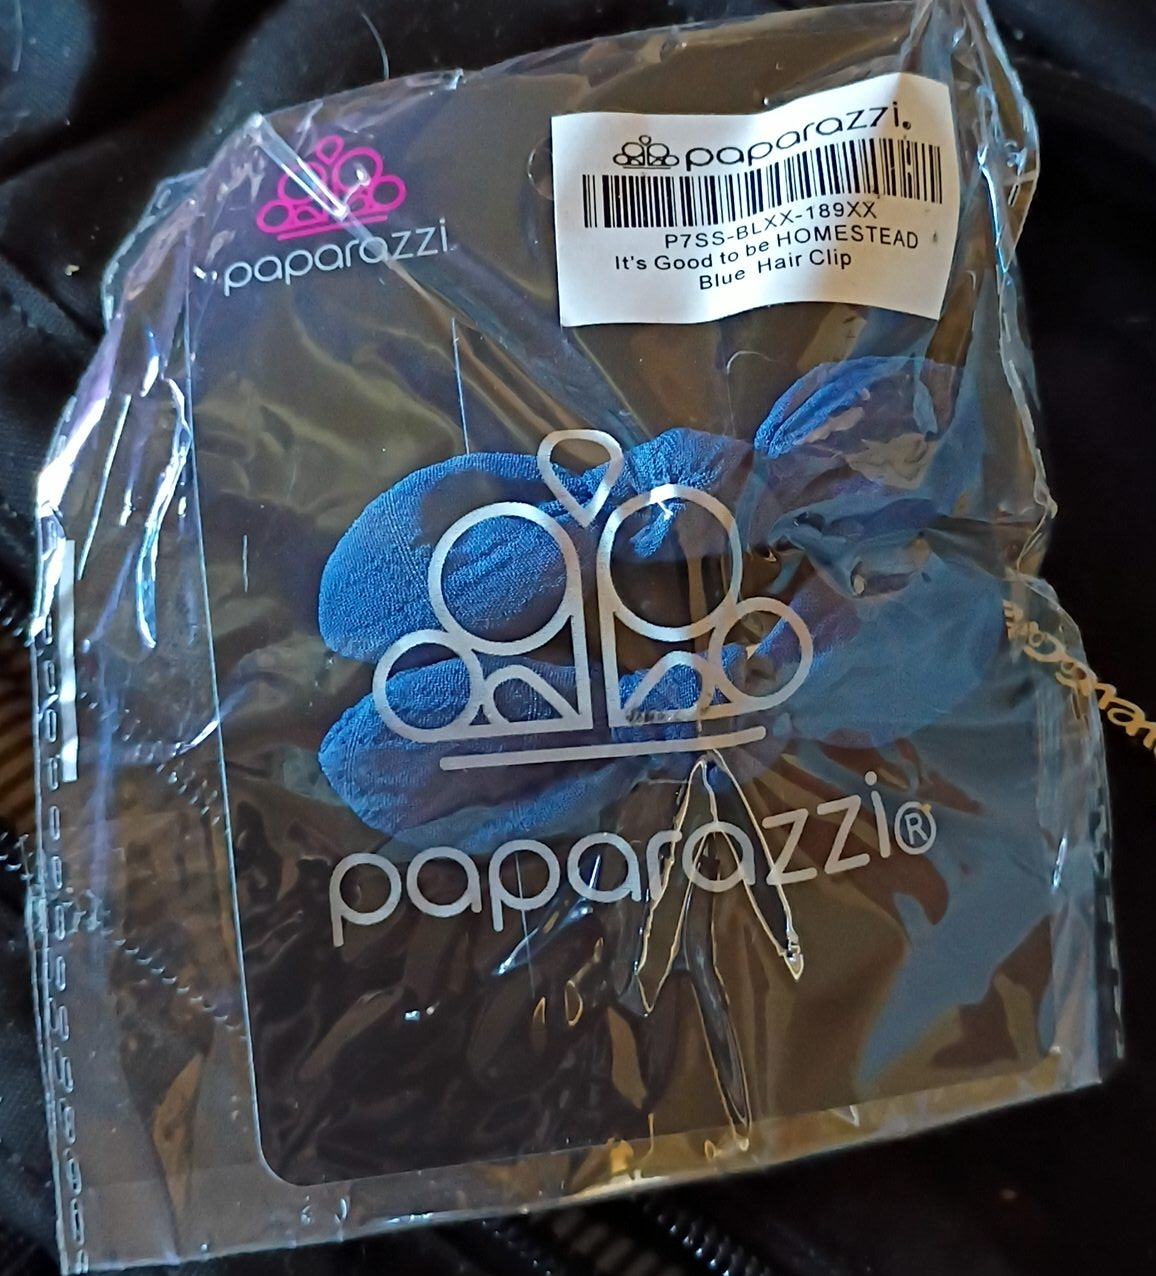 paparazzi
paparazzi.
P7SS-BLXX-189XX
It's Good to be HOMESTEAD
Blue Hair Clip
paparazzi®